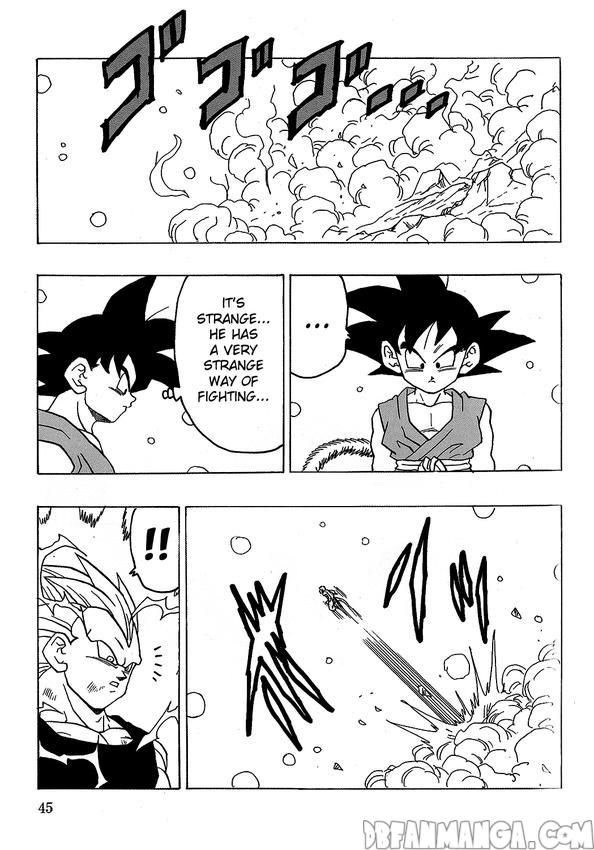 ゴゴゴ...
...
IT'S
STRANGE...
HE HAS
A VERY
STRANGE
WAY OF
FIGHTING...
!!
45
DBFANMANGA.COM